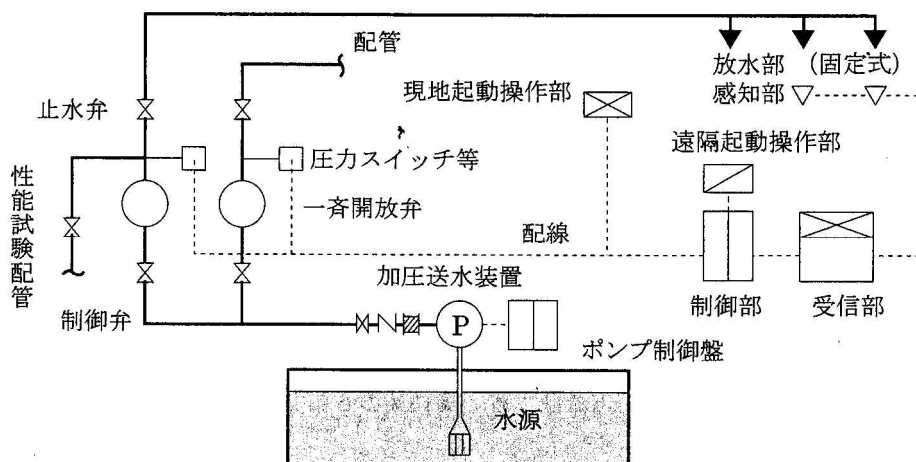 配管
放水部 (固定式)
感知部
現地起動操作部
止水弁
圧力スイッチ等
遠隔起動操作部
性能試験配管
一斉開放弁
配線
加圧送水装置
制御部
受信部
制御弁
P
ポンプ制御盤
水源